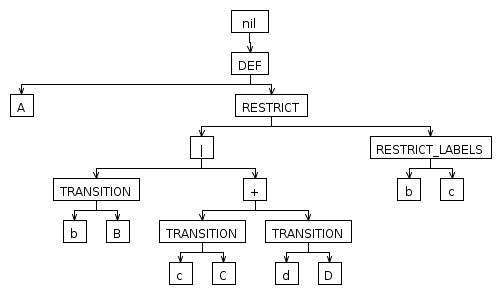 nil
DEF
A RESTRICT
| RESTRICT_LABELS
TRANSITION + b c
b B TRANSITION TRANSITION
c C d D